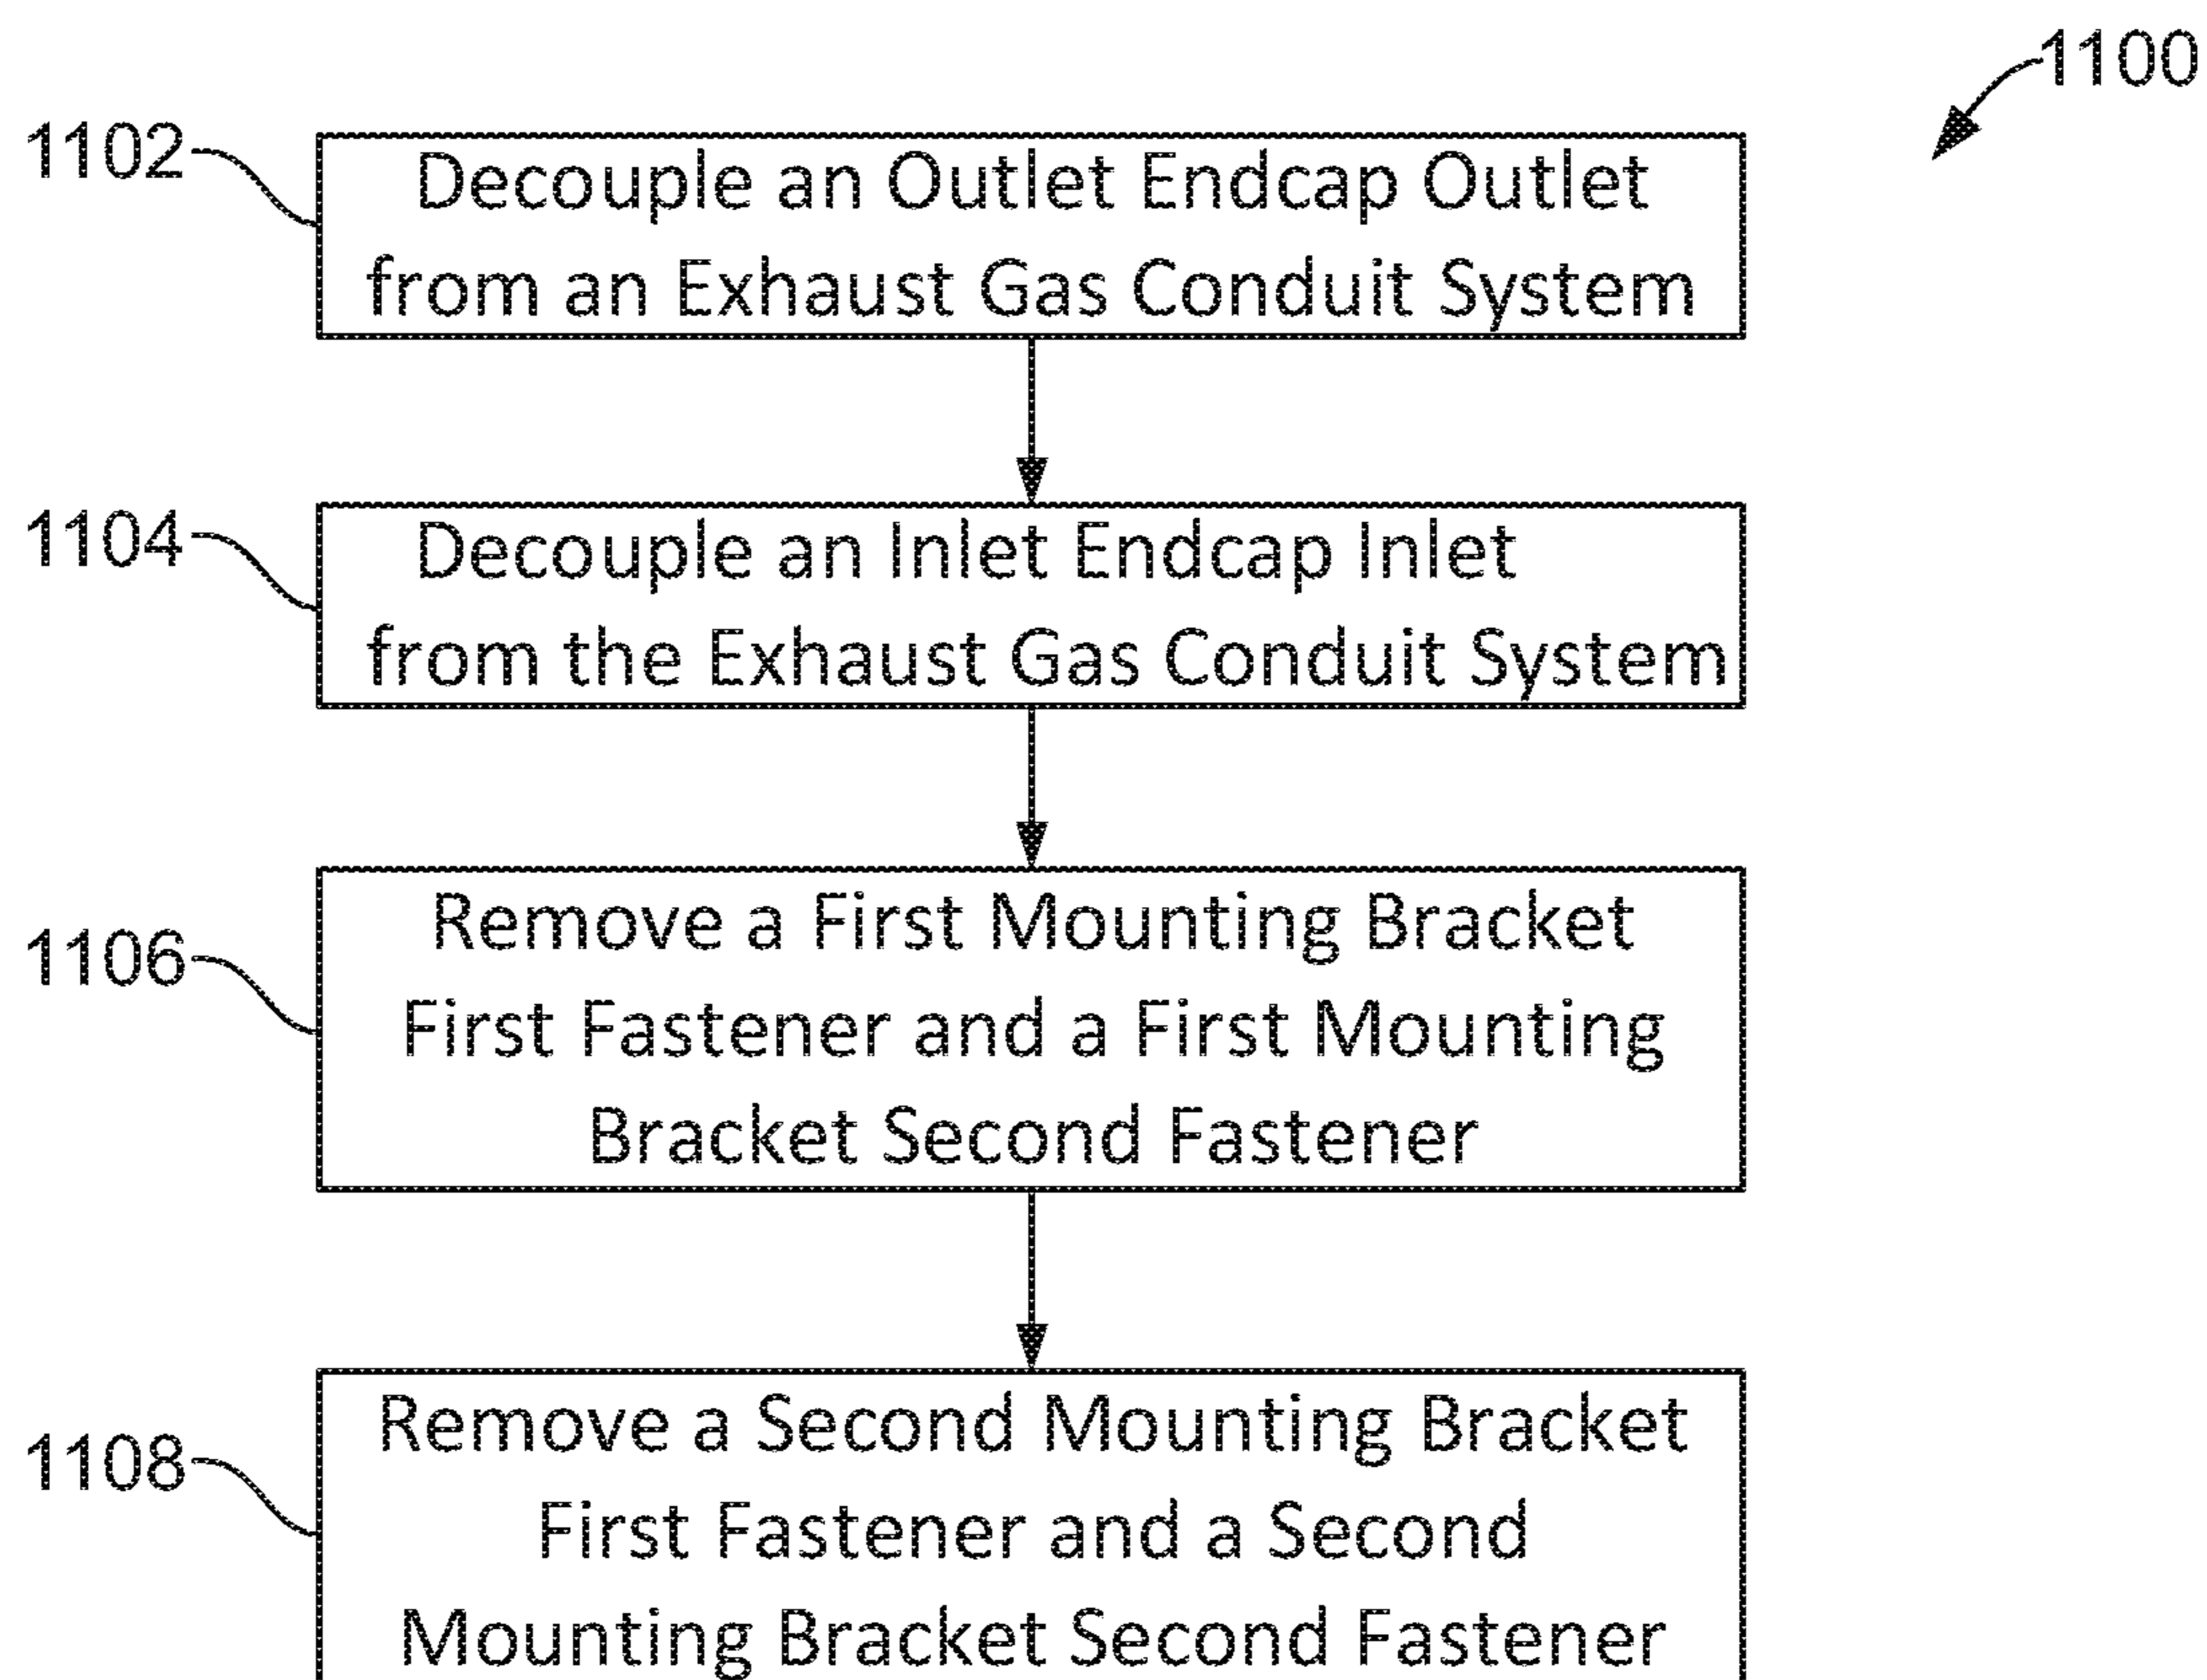 1100
1102
Decouple an Outlet Endcap Outlet
from an Exhaust Gas Conduit System
1104
Decouple an Inlet Endcap Inlet
from the Exhaust Gas Conduit System
1106
Remove a First Mounting Bracket
First Fastener and a First Mounting
Bracket Second Fastener
1108
Remove a Second Mounting Bracket
First Fastener and a Second
Mounting Bracket Second Fastener